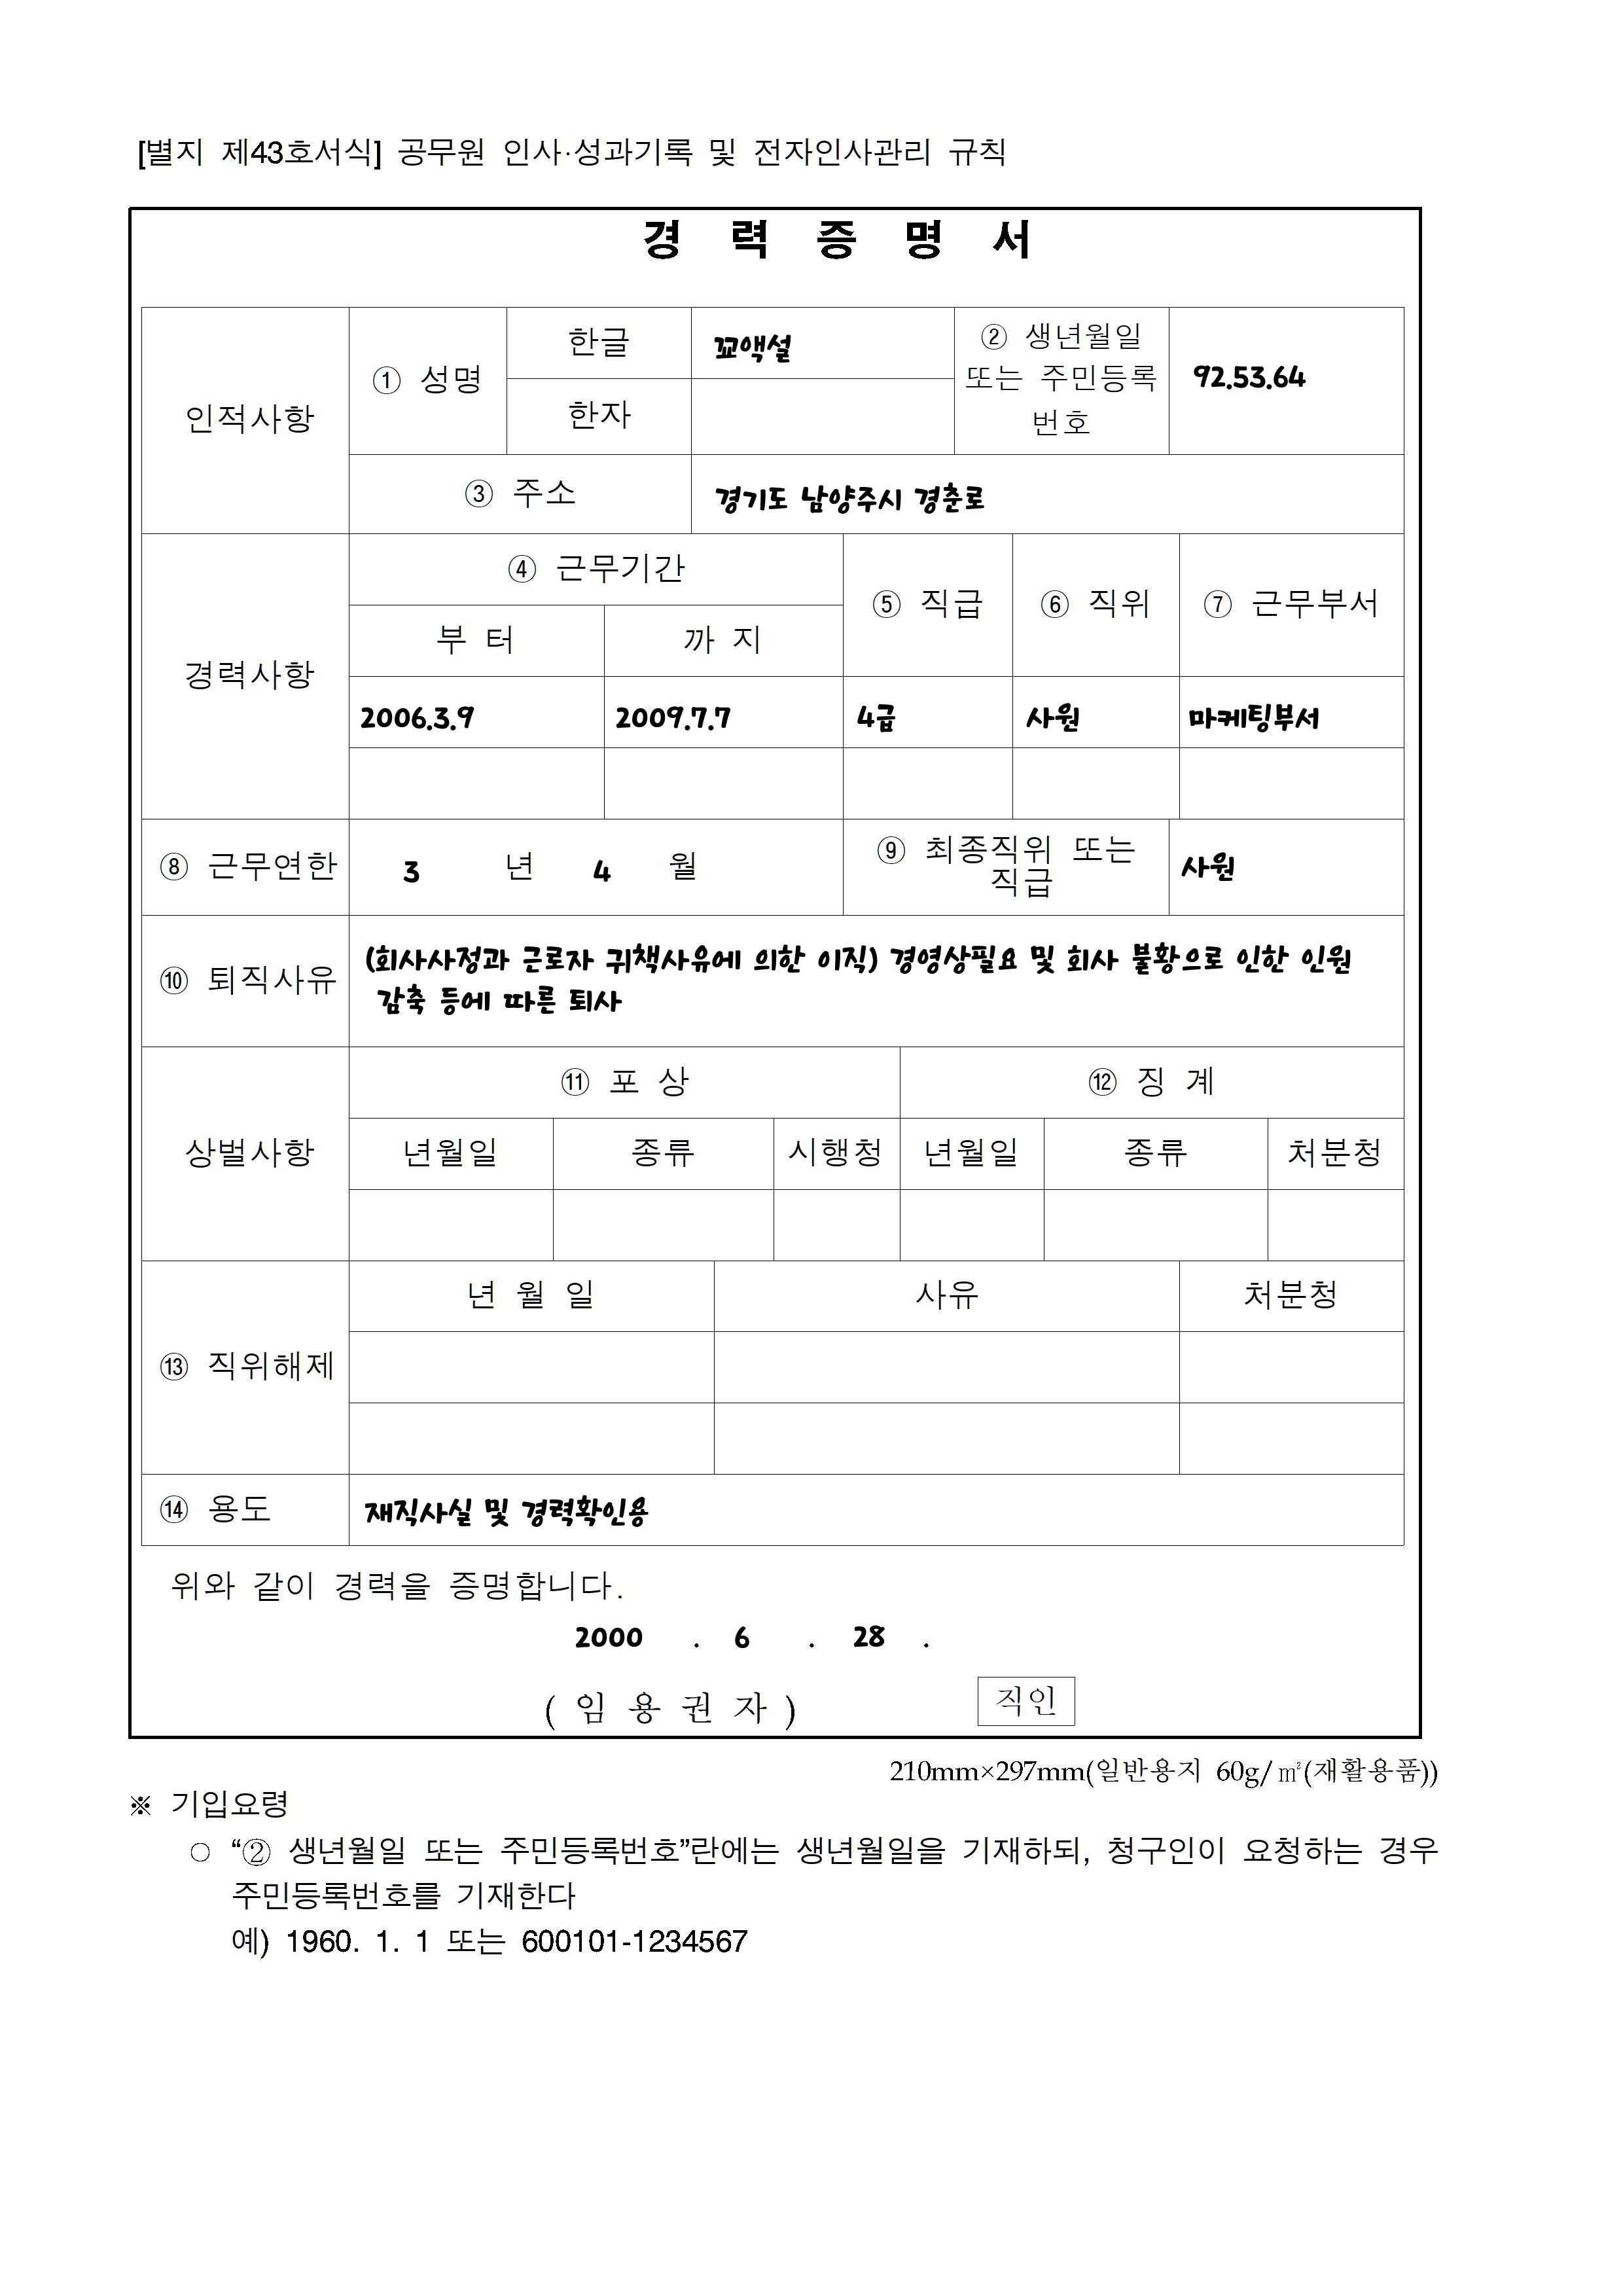 [별지 제43호서식] 공무원 인사·성과기록 및 전자인사관리 규칙
경 력 증 명 서
인적사항
① 성명
한글
꾜액설
② 생년월일
또는 주민등록
번호
92.53.64
한자
③ 주소
경기도 남양주시 경춘로
경력사항
④ 근무기간
⑤ 직급
⑥ 직위
⑦ 근무부서
부 터
까 지
2006.3.9
2009.7.7
4급
사원
마케팅부서
⑧ 근무연한
3 년 4 월
⑨ 최종직위 또는
직급
사원
⑩ 퇴직사유
(회사사정과 근로자 귀책사유에 의한 이직) 경영상필요 및 회사 불황으로 인한 인원
감축 등에 따른 퇴사
상벌사항
⑪ 포 상
⑫ 징 계
년월일
종류
시행청
년월일
종류
처분청
⑬ 직위해제
년 월 일
사유
처분청
⑭ 용도
재직사실 및 경력확인용
위와 같이 경력을 증명합니다.
2000 . 6 . 28 .
( 임 용 권 자 )
직인
210mm×297mm(일반용지 60g/㎡(재활용품))
※ 기입요령
○ “② 생년월일 또는 주민등록번호”란에는 생년월일을 기재하되, 청구인이 요청하는 경우
주민등록번호를 기재한다
예) 1960. 1. 1 또는 600101-1234567